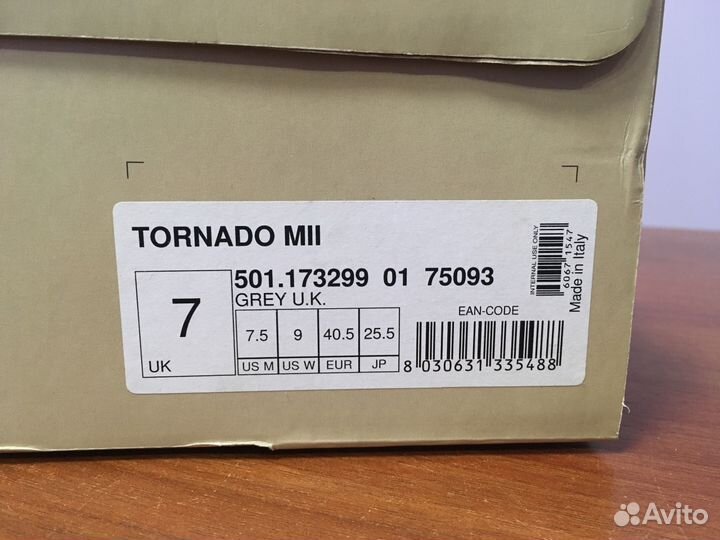 TORNADO MII
501.173299 01 75093
GREY U.K.
7
UK
7.5 9 40.5 25.5
US M US W EUR JP
EAN-CODE
8 030631 335488
INTERNAL USE ONLY
6067 1547
Made in Italy
Avito